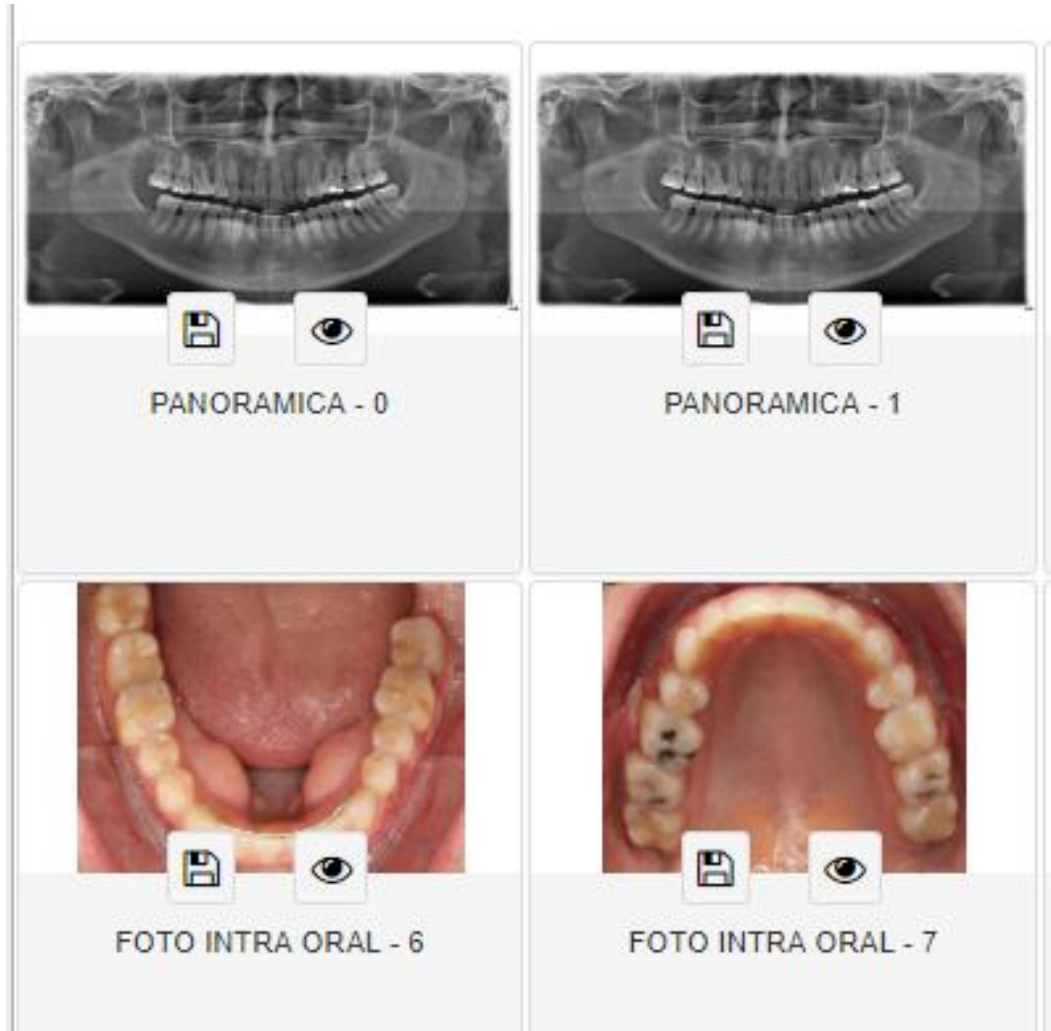 PANORAMICA - 0
PANORAMICA - 1
FOTO INTRA ORAL - 6
FOTO INTRA ORAL - 7